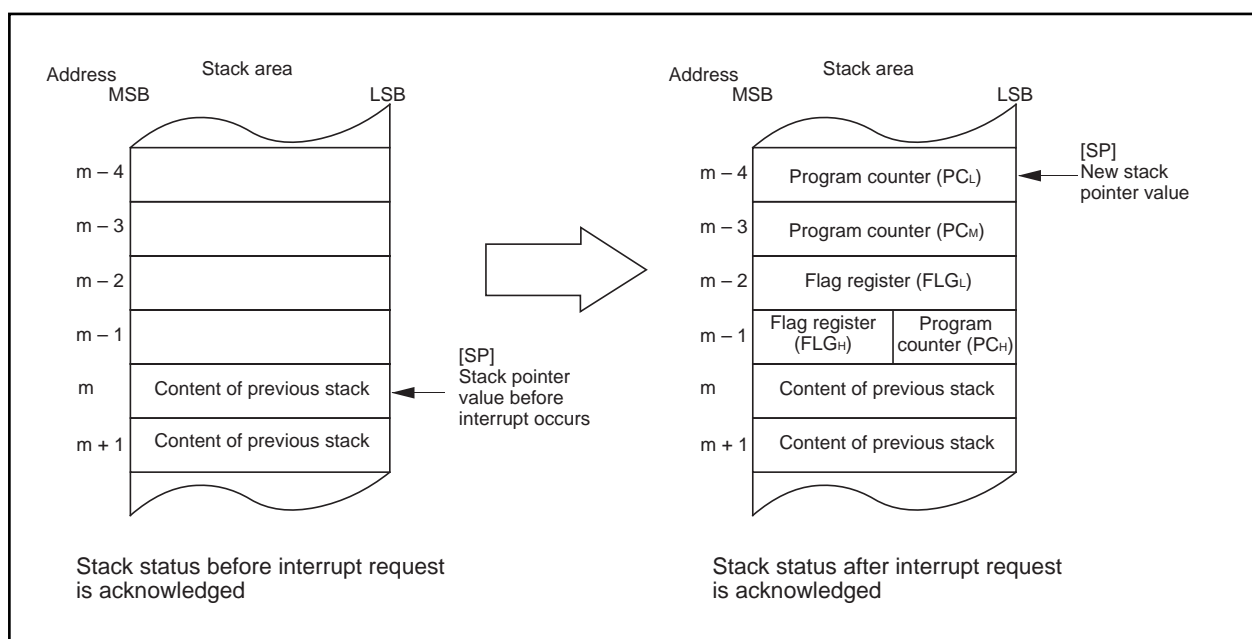 Stack area
Address
MSB
LSB
m – 4
m – 3
m – 2
m – 1
m
Content of previous stack
m + 1
Content of previous stack
[SP]
Stack pointer
value before
interrupt occurs
Stack status before interrupt request
is acknowledged
Stack area
Address
MSB
LSB
m – 4
Program counter (PCL)
[SP]
New stack
pointer value
m – 3
Program counter (PCM)
m – 2
Flag register (FLGL)
m – 1
Flag register
(FLGH)
Program
counter (PCH)
m
Content of previous stack
m + 1
Content of previous stack
Stack status after interrupt request
is acknowledged